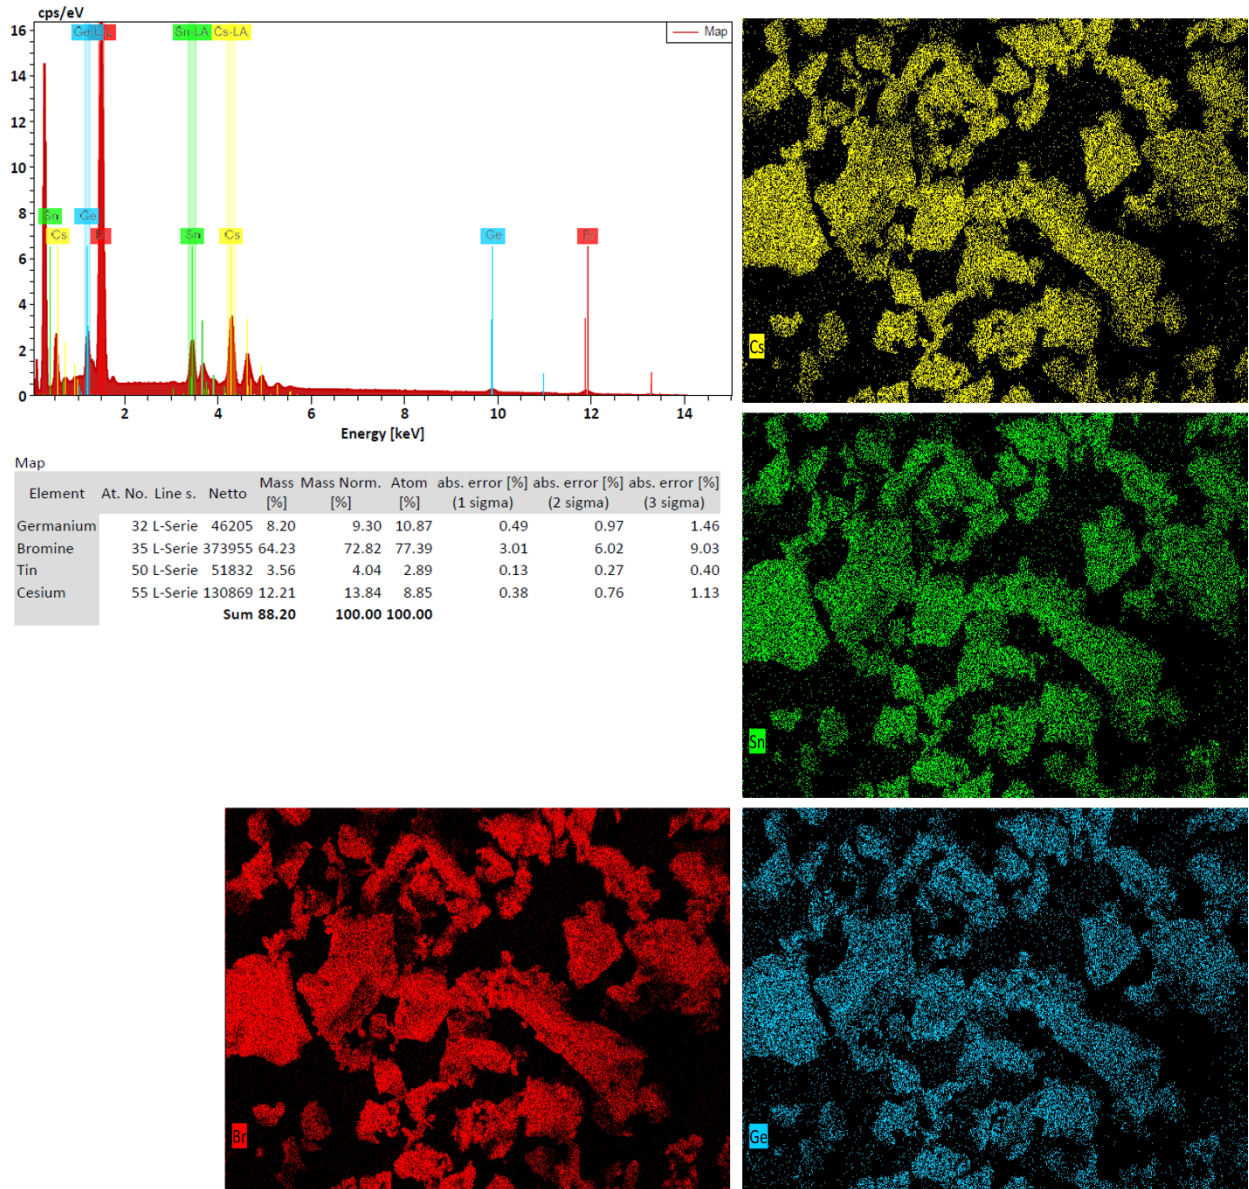 cps/eV
16
14
12
10
8
6
4
2
0
Ge Sn-LA Cs-LA
Map
Sn Ge
Cs Sn Cs Ge
2 4 6 8 10 12 14
Energy [keV]
Map
Element At. No. Line s. Netto Mass [%] Mass Norm. [%] Atom [%] abs. error [%] (1 sigma) abs. error [%] (2 sigma) abs. error [%] (3 sigma)
Germanium 32 L-Serie 46205 8.20 9.30 10.87 0.49 0.97 1.46
Bromine 35 L-Serie 373955 64.23 72.82 77.39 3.01 6.02 9.03
Tin 50 L-Serie 51832 3.56 4.04 2.89 0.13 0.27 0.40
Cesium 55 L-Serie 130869 12.21 13.84 8.85 0.38 0.76 1.13
Sum 88.20 100.00 100.00
Cs
Sn
Br
Ge